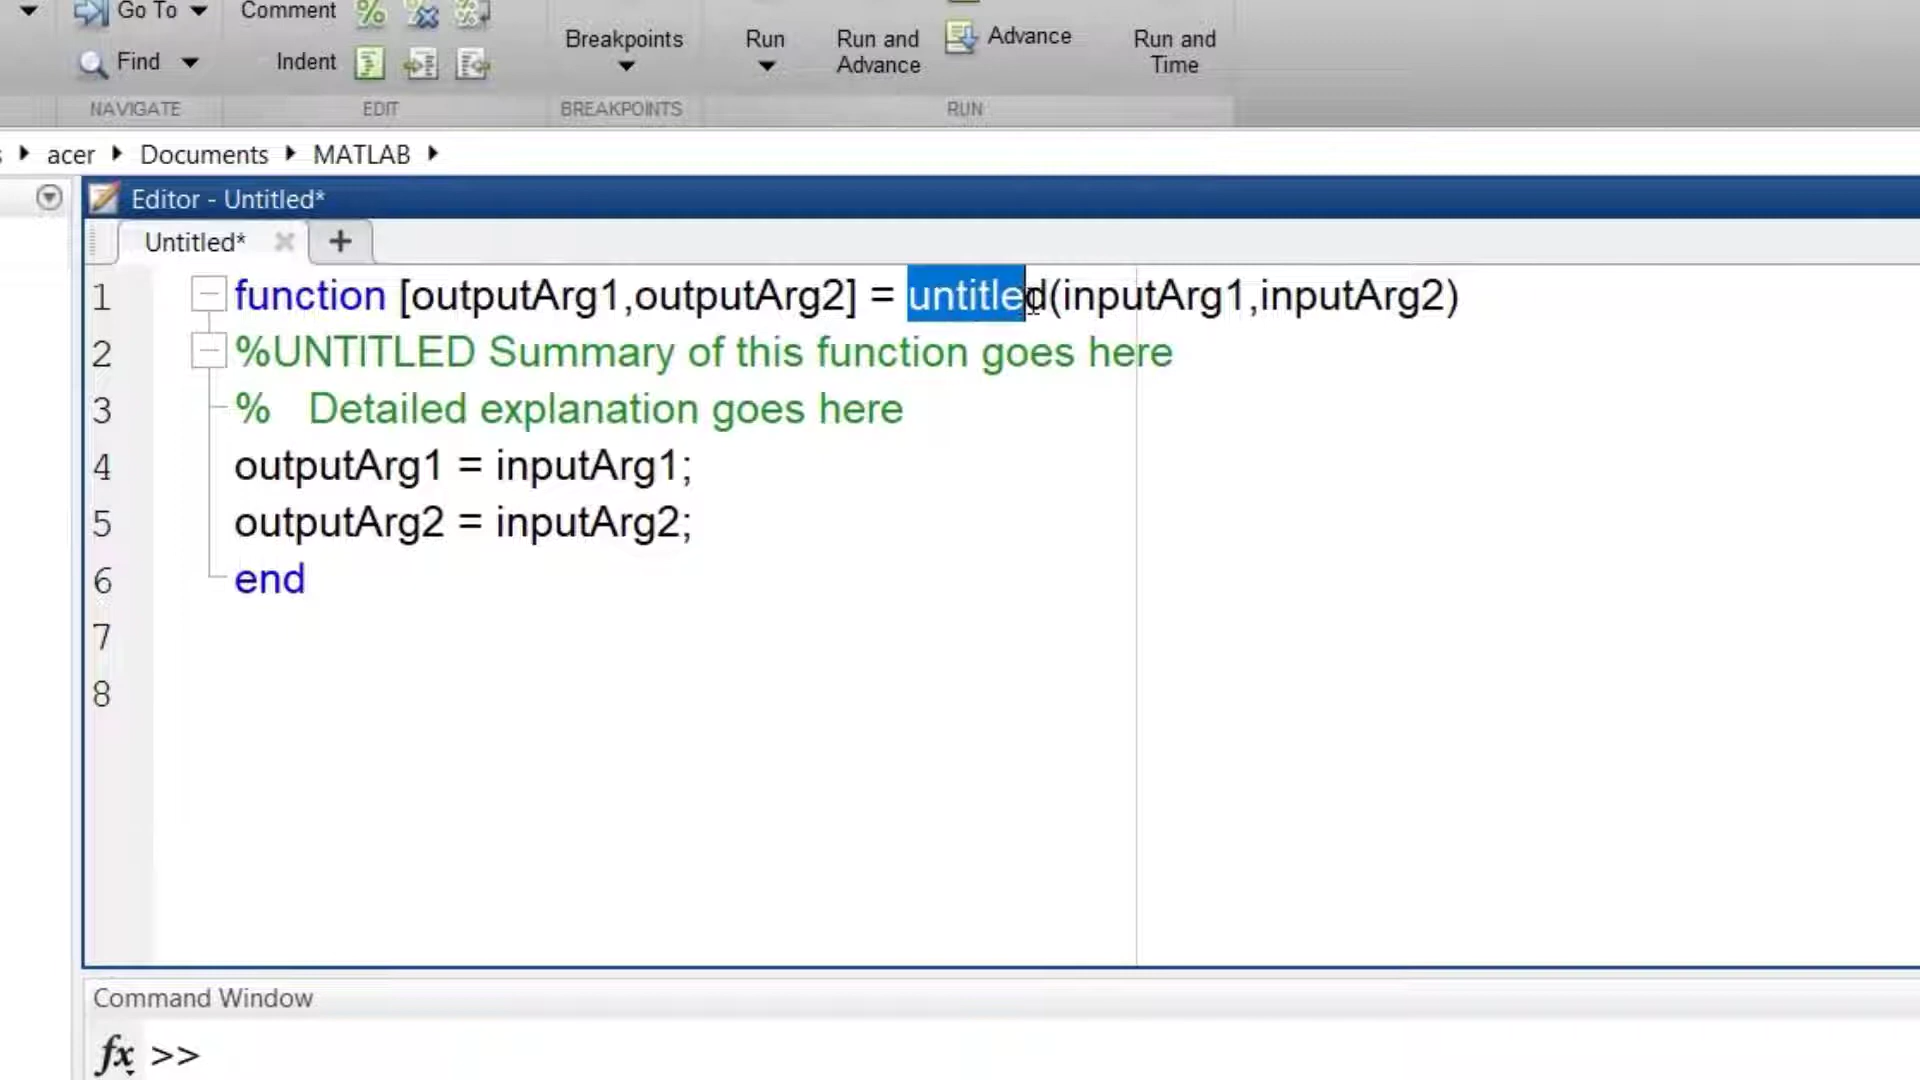 Go To
Comment
Find
Indent
Breakpoints
Run
Run and
Advance
Advance
Run and
Time
NAVIGATE
EDIT
BREAKPOINTS
RUN
acer
Documents
MATLAB
Editor - Untitled*
Untitled*
1 function [outputArg1,outputArg2] = untitled(inputArg1,inputArg2)
2 %UNTITLED Summary of this function goes here
3 % Detailed explanation goes here
4 outputArg1 = inputArg1;
5 outputArg2 = inputArg2;
6 end
7
8
Command Window
fx >>